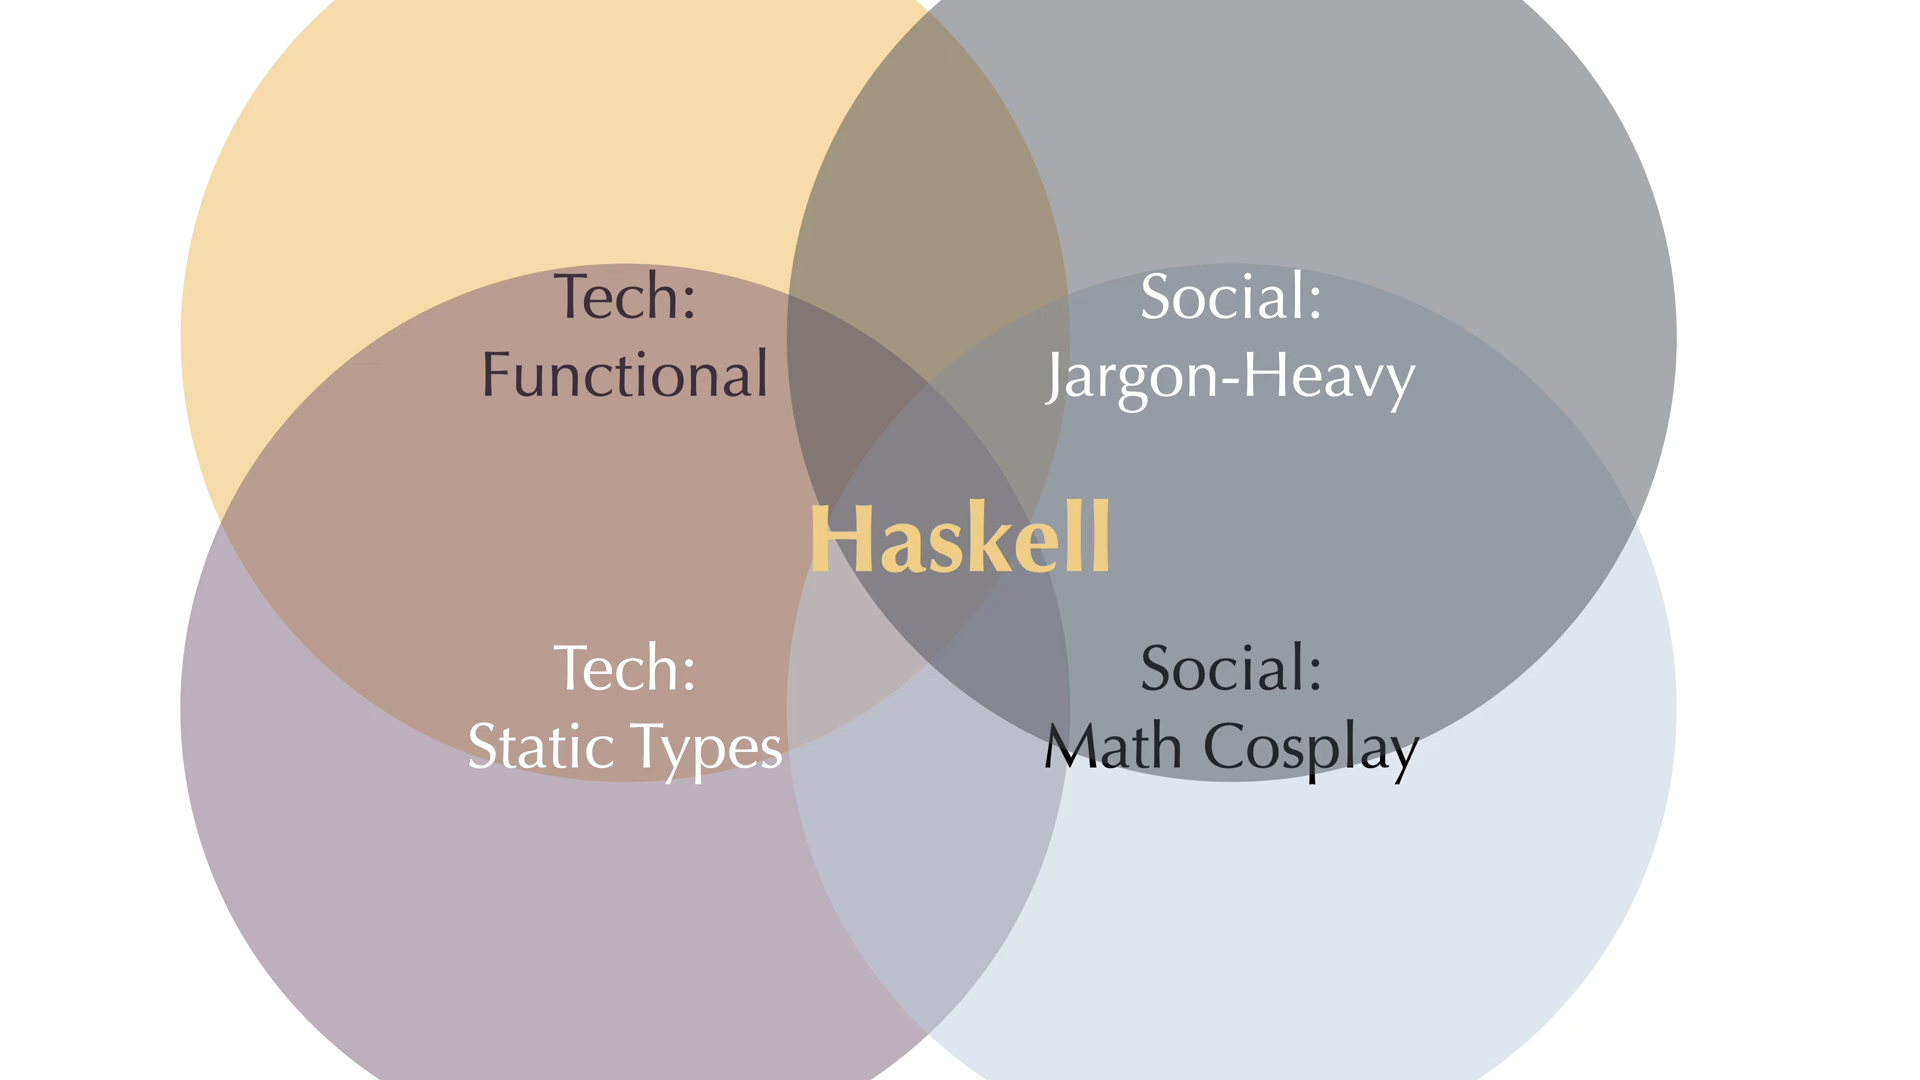 Tech:
Functional
Social:
Jargon-Heavy
Haskell
Tech:
Static Types
Social:
Math Cosplay